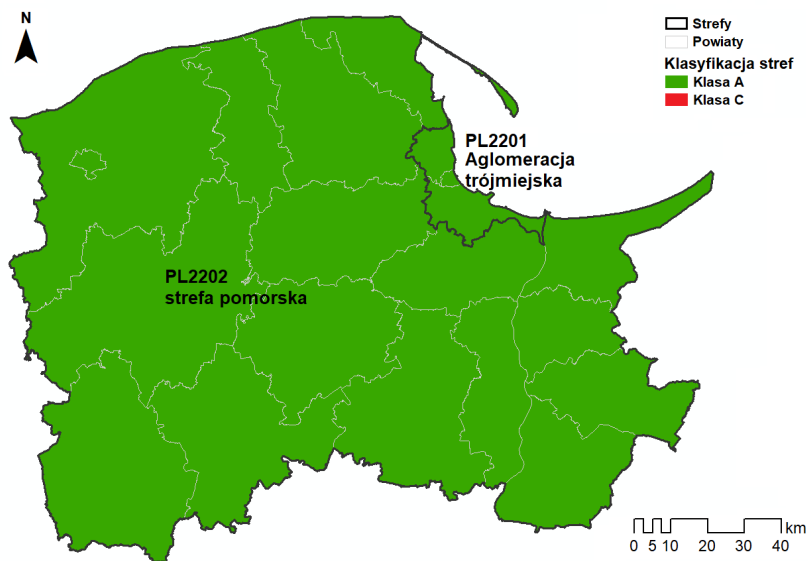 N
Strefy
Powiaty
Klasyfikacja stref
Klasa A
Klasa C
PL2201
Aglomeracja
trójmiejska
PL2202
strefa pomorska
km
0 5 10 20 30 40